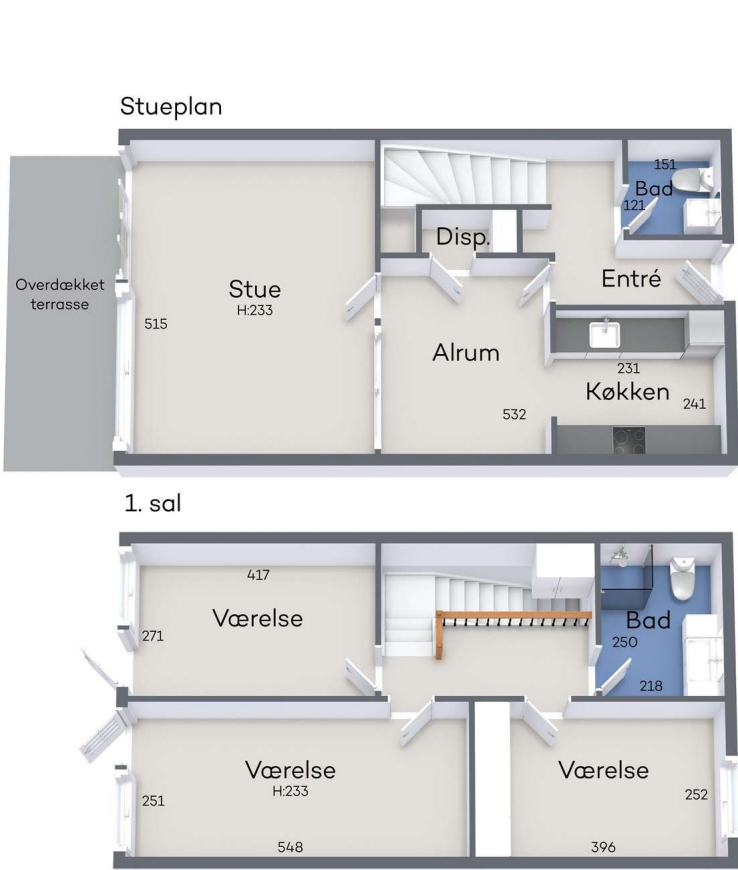 Stueplan
151
Bad
121
Disp.
Overdækket
terrasse
Stue
H:233
515
Entré
Alrum
231
Køkken
241
532
1. sal
417
Værelse
271
Bad
250
218
Værelse
H:233
251
548
Værelse
252
396